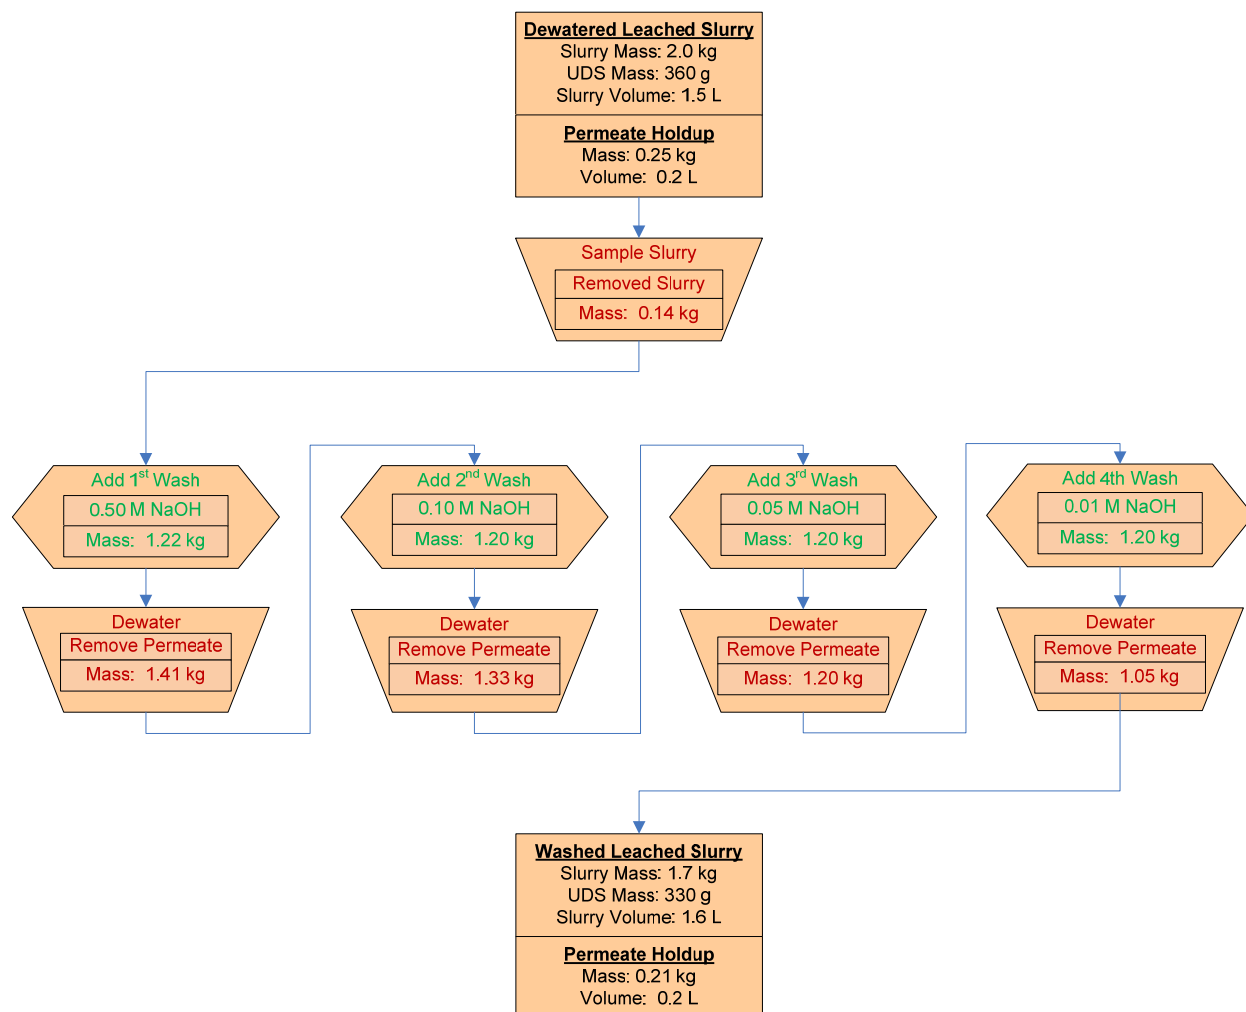 Dewatered Leached Slurry
Slurry Mass: 2.0 kg
UDS Mass: 360 g
Slurry Volume: 1.5 L
Permeate Holdup
Mass: 0.25 kg
Volume: 0.2 L
Sample Slurry
Removed Slurry
Mass: 0.14 kg
Add 1st Wash
0.50 M NaOH
Mass: 1.22 kg
Add 2nd Wash
0.10 M NaOH
Mass: 1.20 kg
Add 3rd Wash
0.05 M NaOH
Mass: 1.20 kg
Add 4th Wash
0.01 M NaOH
Mass: 1.20 kg
Dewater
Remove Permeate
Mass: 1.41 kg
Dewater
Remove Permeate
Mass: 1.33 kg
Dewater
Remove Permeate
Mass: 1.20 kg
Dewater
Remove Permeate
Mass: 1.05 kg
Washed Leached Slurry
Slurry Mass: 1.7 kg
UDS Mass: 330 g
Slurry Volume: 1.6 L
Permeate Holdup
Mass: 0.21 kg
Volume: 0.2 L